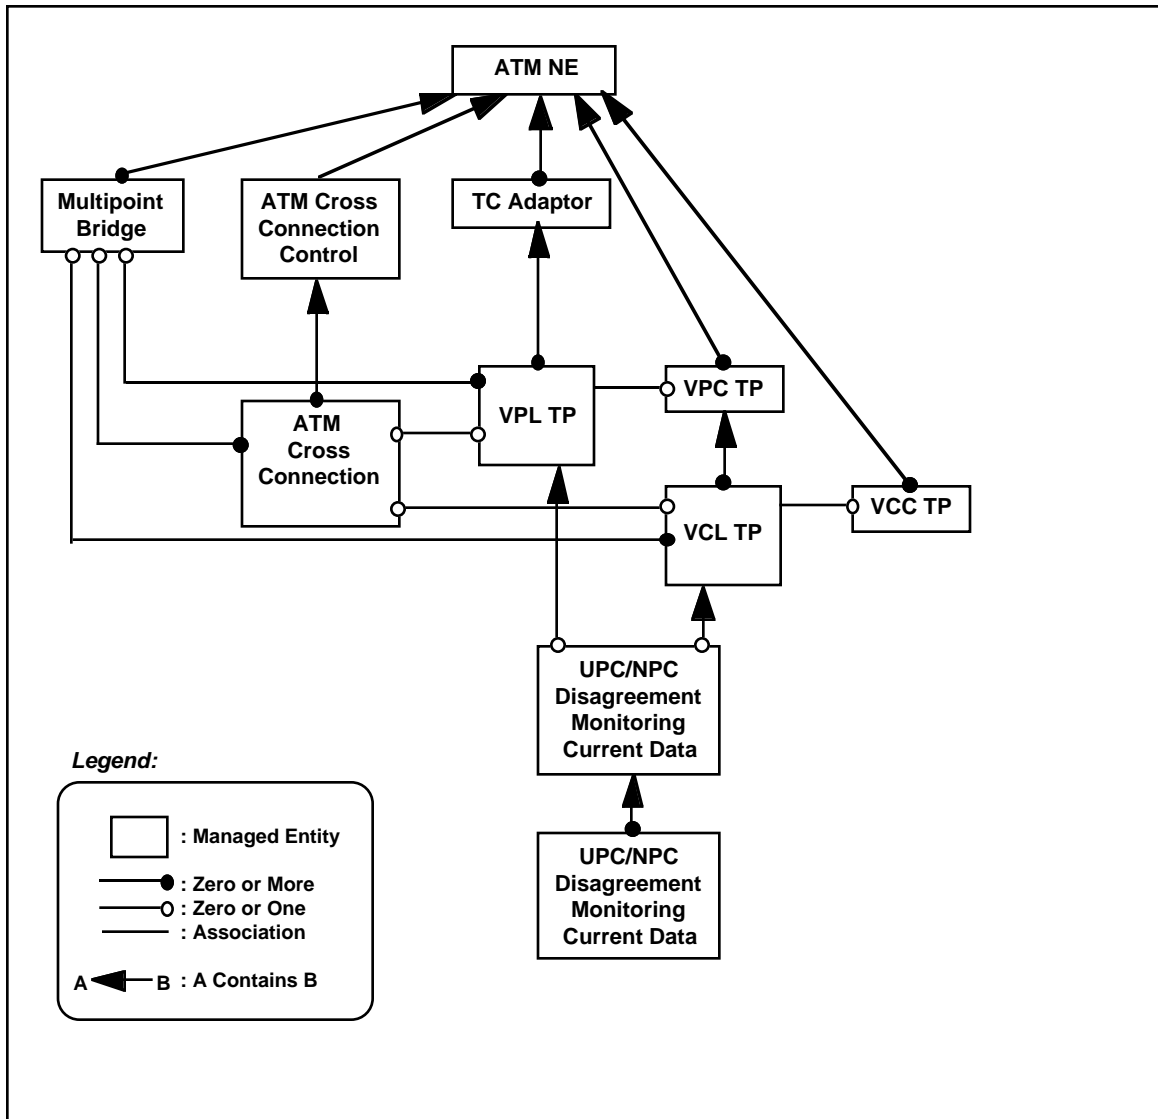 ATM NE
Multipoint
Bridge
ATM Cross
Connection
Control
TC Adaptor
VPL TP
VPC TP
ATM
Cross
Connection
VCL TP
VCC TP
UPC/NPC
Disagreement
Monitoring
Current Data
UPC/NPC
Disagreement
Monitoring
Current Data
Legend:
: Managed Entity
: Zero or More
: Zero or One
: Association
A B : A Contains B